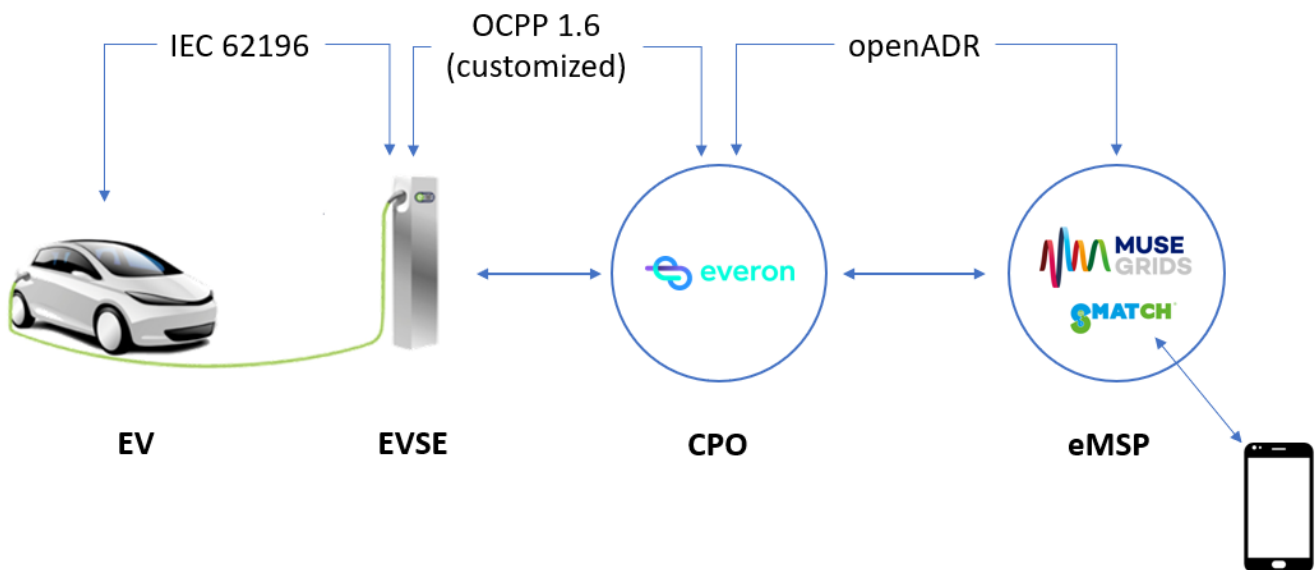 IEC 62196
OCPP 1.6
(customized)
openADR
everon
MUSE
GRIDS
SMATCH
EV
EVSE
CPO
eMSP